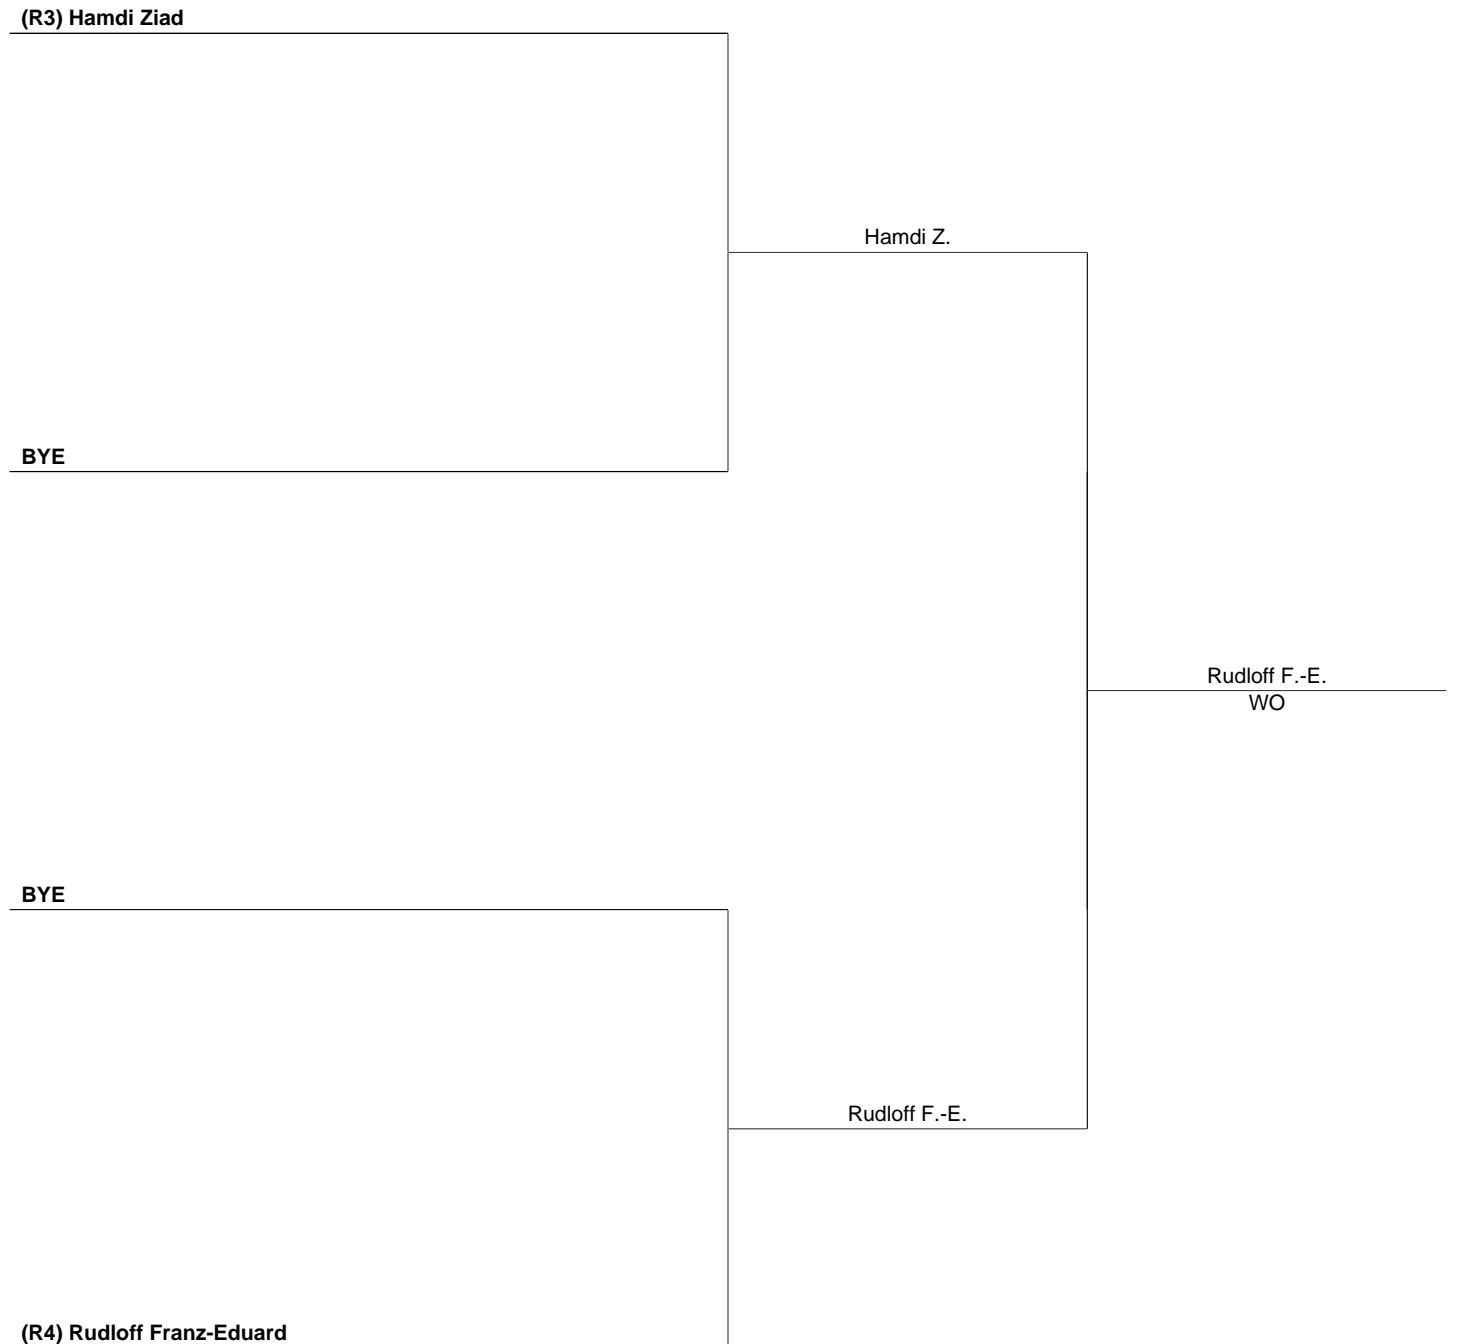 (R3) Hamdi Ziad
Hamdi Z.
BYE
Rudloff F.-E.
WO
BYE
Rudloff F.-E.
(R4) Rudloff Franz-Eduard